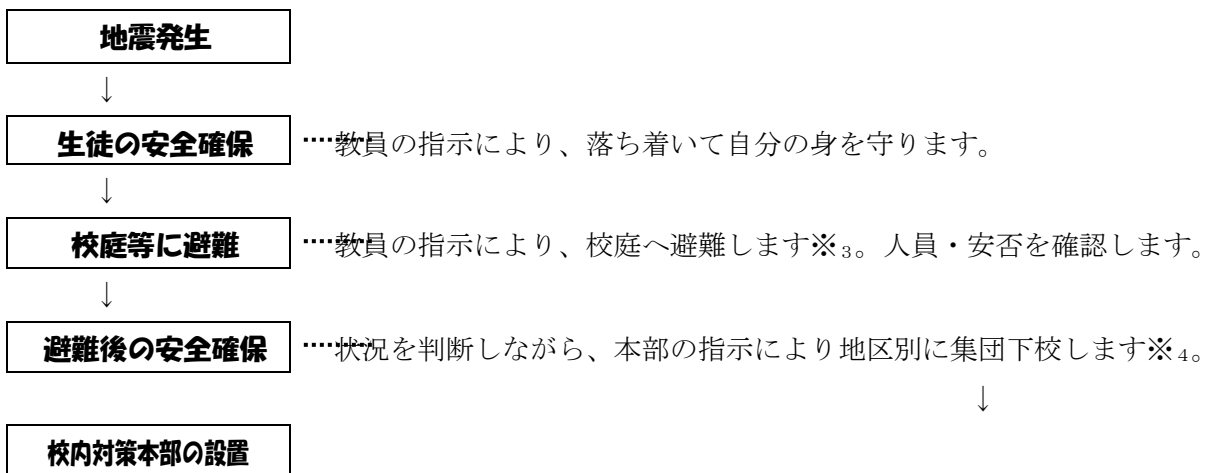 地震発生
↓
生徒の安全確保 ……教員の指示により、落ち着いて自分の身を守ります。
↓
校庭等に避難 ……教員の指示により、校庭へ避難します※₃。人員・安否を確認します。
↓
避難後の安全確保 ……状況を判断しながら、本部の指示により地区別に集団下校します※₄。
↓
校内対策本部の設置